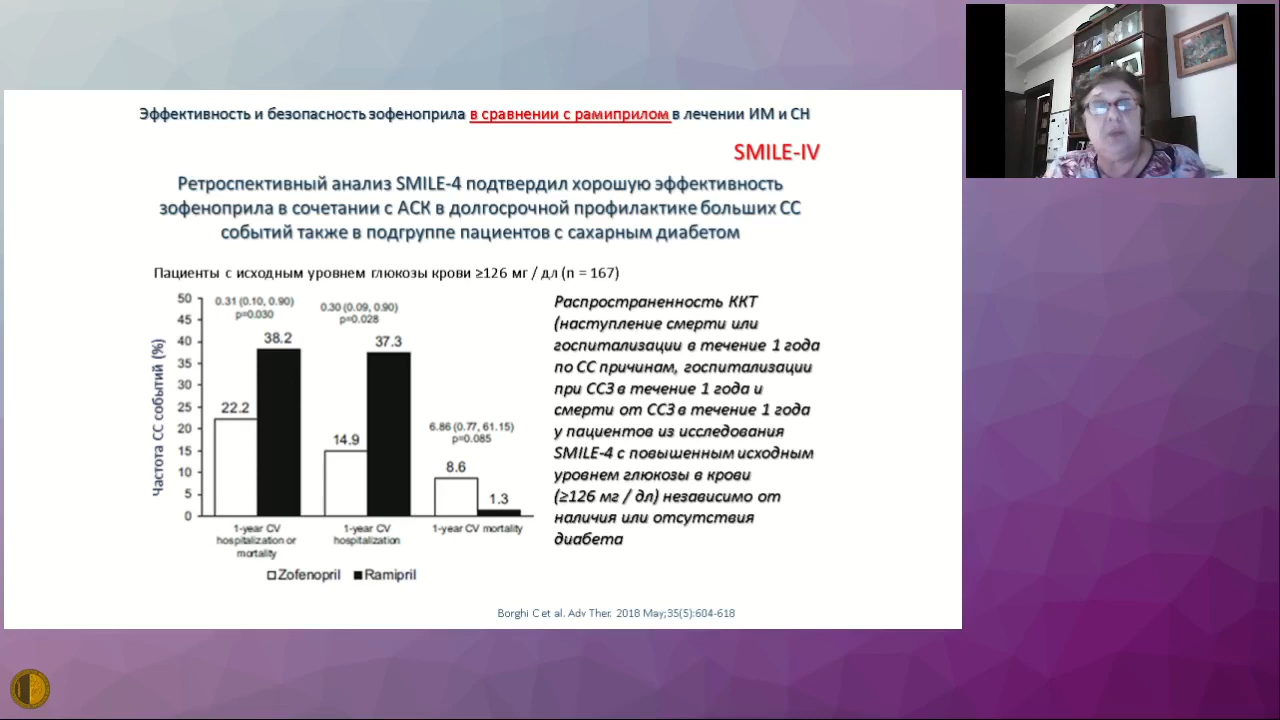 Эффективность и безопасность зофеноприла в сравнении с рамиприлом в лечении ИМ и СН
SMILE-IV
Ретроспективный анализ SMILE-4 подтвердил хорошую эффективность
зофеноприла в сочетании с АСК в долгосрочной профилактике больших СС
событий также в подгруппе пациентов с сахарным диабетом
Пациенты с исходным уровнем глюкозы крови ≥126 мг / дл (n = 167)
Частота СС событий (%)
50
45
40
35
30
25
20
15
10
5
0
0.31 (0.10, 0.90)
p=0.030
0.30 (0.09, 0.90)
p=0.028
6.86 (0.77, 61.15)
p=0.085
22.2
38.2
14.9
37.3
8.6
1.3
1-year CV
hospitalization or
mortality
1-year CV
hospitalization
1-year CV mortality
Zofenopril Ramipril
Распространенность ККТ
(наступление смерти или
госпитализации в течение 1 года
по СС причинам, госпитализации
при ССЗ в течение 1 года и
смерти от ССЗ в течение 1 года
у пациентов из исследования
SMILE-4 с повышенным исходным
уровнем глюкозы в крови
(≥126 мг / дл) независимо от
наличия или отсутствия
диабета
Borghi C et al. Adv Ther. 2018 May;35(5):604-618